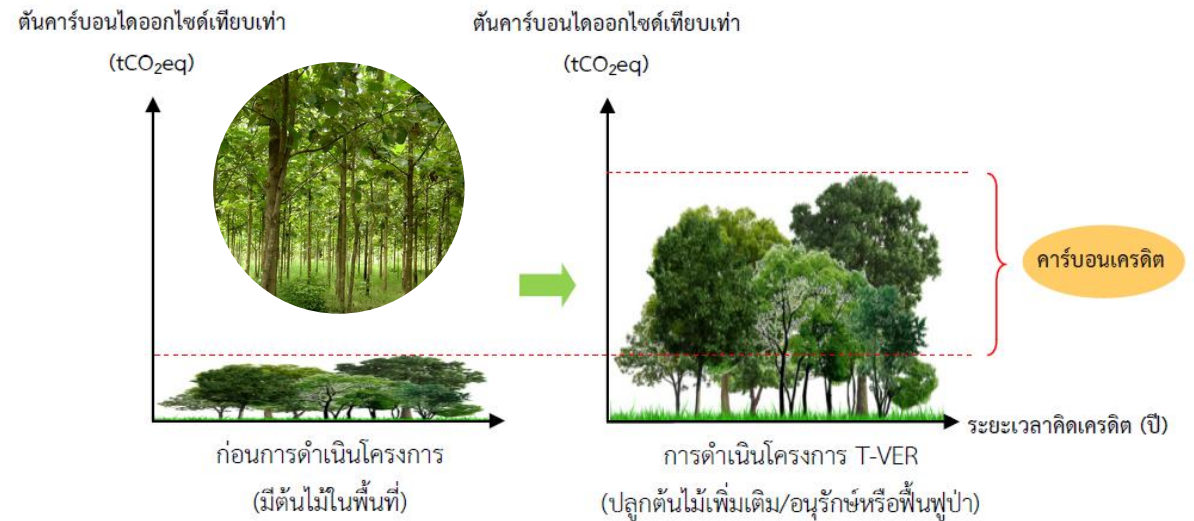 ตันคาร์บอนไดออกไซด์เทียบเท่า
(tCO₂eq)
ตันคาร์บอนไดออกไซด์เทียบเท่า
(tCO₂eq)
คาร์บอนเครดิต
ระยะเวลาคิดเครดิต (ปี)
ก่อนการดำเนินโครงการ
(มีต้นไม้ในพื้นที่)
การดำเนินโครงการ T-VER
(ปลูกต้นไม้เพิ่มเติม/อนุรักษ์หรือฟื้นฟูป่า)